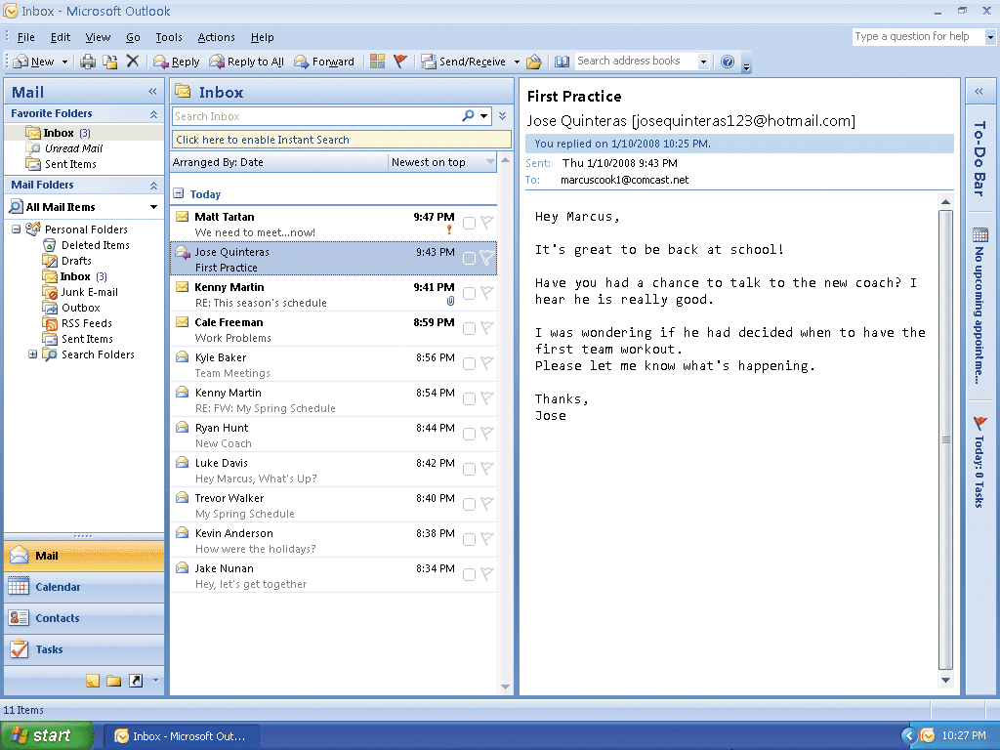 Inbox - Microsoft Outlook
File Edit View Go Tools Actions Help
Type a question for help
New Reply Reply to All Forward Send/Receive Search address books
Mail «
Favorite Folders
Inbox (3)
Unread Mail
Sent Items
Mail Folders
All Mail Items
Personal Folders
Deleted Items
Drafts
Inbox (3)
Junk E-mail
Outbox
RSS Feeds
Sent Items
Search Folders
Mail
Calendar
Contacts
Tasks
Inbox
Search Inbox
Click here to enable Instant Search
Arranged By: Date Newest on top
Today
Matt Tartan 9:47 PM
We need to meet...now!
Jose Quinteras 9:43 PM
First Practice
Kenny Martin 9:41 PM
RE: This season's schedule
Cale Freeman 8:59 PM
Work Problems
Kyle Baker 8:56 PM
Team Meetings
Kenny Martin 8:54 PM
RE: FW: My Spring Schedule
Ryan Hunt 8:44 PM
New Coach
Luke Davis 8:42 PM
Hey Marcus, What's Up?
Trevor Walker 8:40 PM
My Spring Schedule
Kevin Anderson 8:38 PM
How were the holidays?
Jake Nunan 8:34 PM
Hey, let's get together
First Practice
Jose Quinteras [josequinteras123@hotmail.com]
You replied on 1/10/2008 10:25 PM.
Sent: Thu 1/10/2008 9:43 PM
To: marcuscook1@comcast.net
Hey Marcus,
It's great to be back at school!
Have you had a chance to talk to the new coach? I
hear he is really good.
I was wondering if he had decided when to have the
first team workout.
Please let me know what's happening.
Thanks,
Jose
«
To-Do Bar
No upcoming appointme...
Today: 0 Tasks
11 Items
start Inbox - Microsoft Out... 10:27 PM